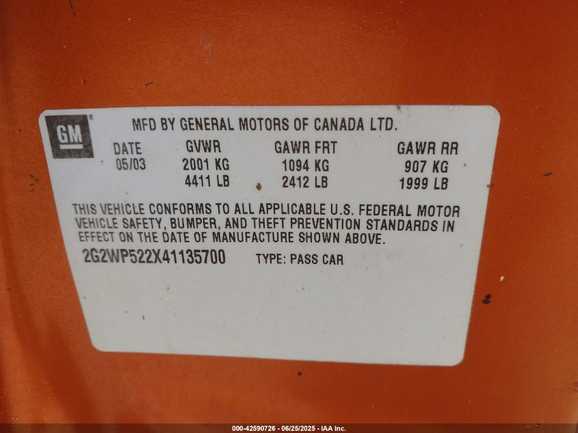 GM
MFD BY GENERAL MOTORS OF CANADA LTD.
DATE GVWR GAWR FRT GAWR RR
05/03 2001 KG 1094 KG 907 KG
4411 LB 2412 LB 1999 LB
THIS VEHICLE CONFORMS TO ALL APPLICABLE U.S. FEDERAL MOTOR
VEHICLE SAFETY, BUMPER, AND THEFT PREVENTION STANDARDS IN
EFFECT ON THE DATE OF MANUFACTURE SHOWN ABOVE.
2G2WP522X41135700 TYPE: PASS CAR
000-42590726 - 06/25/2025 - IAA Inc.